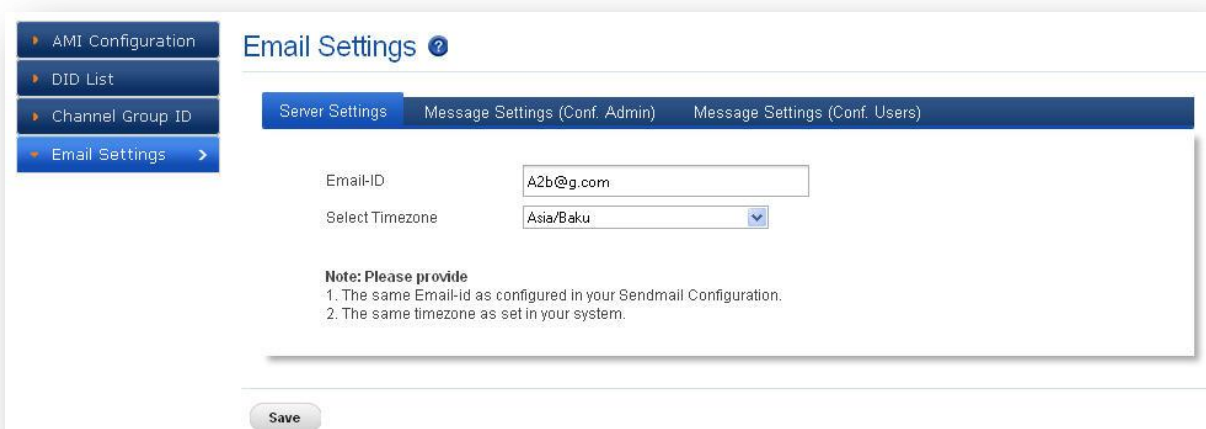 AMI Configuration
DID List
Channel Group ID
Email Settings
Email Settings
Server Settings Message Settings (Conf. Admin) Message Settings (Conf. Users)
Email-ID A2b@g.com
Select Timezone Asia/Baku
Note: Please provide
1. The same Email-id as configured in your Sendmail Configuration.
2. The same timezone as set in your system.
Save